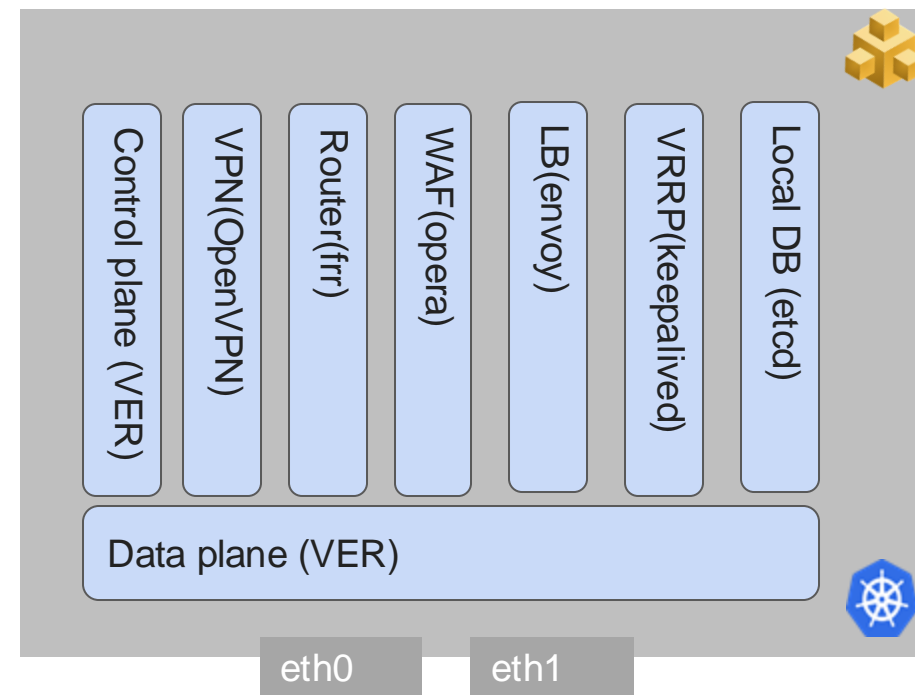 Control plane (VER)
VPN(OpenVPN)
Router(frr)
WAF(opera)
LB(envoy)
VRRP(keepalived)
Local DB (etcd)
Data plane (VER)
eth0
eth1